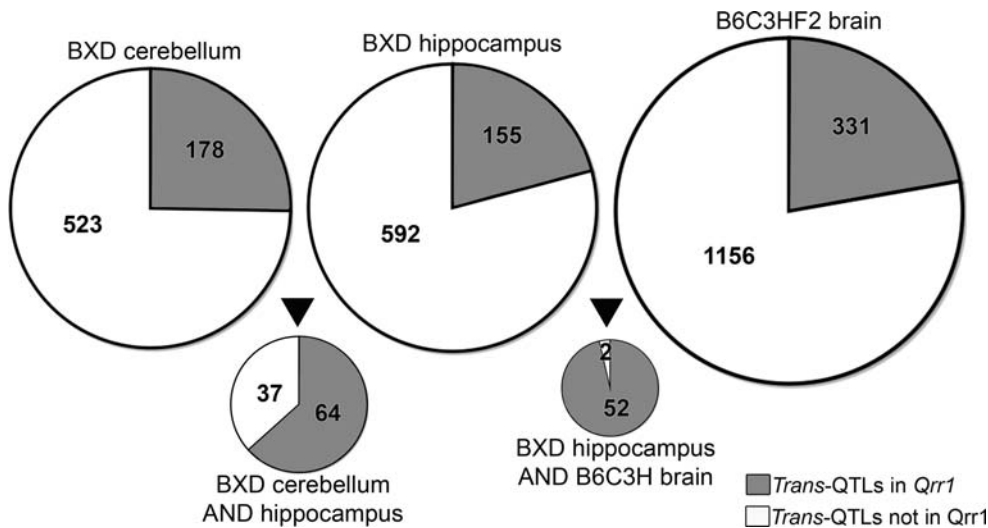 BXD cerebellum
BXD hippocampus
B6C3HF2 brain
178
523
155
592
331
1156
37
64
2
52
BXD cerebellum
AND hippocampus
BXD hippocampus
AND B6C3H brain
Trans-QTLs in Qrr1
Trans-QTLs not in Qrr1